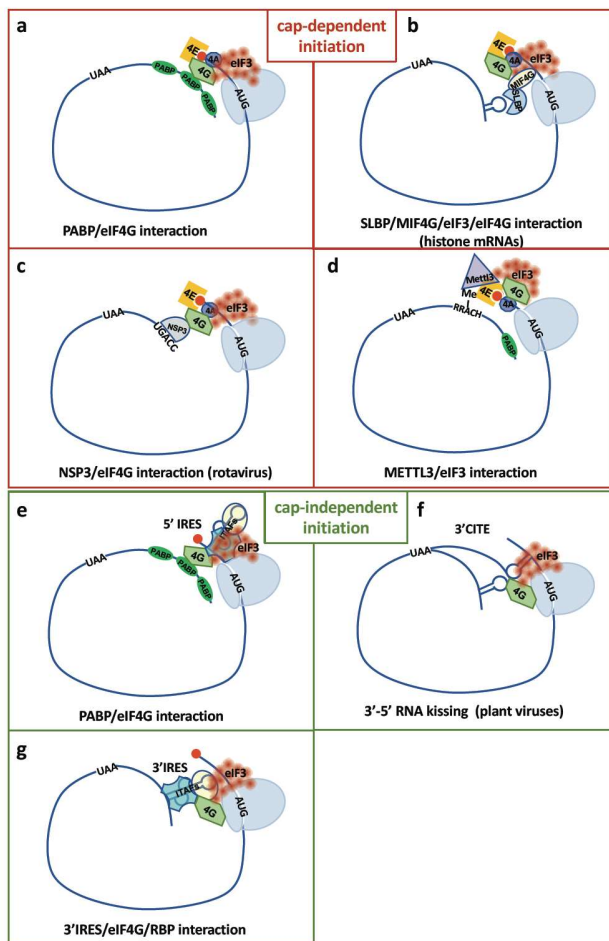 a
cap-dependent
initiation
b
4E
4A
eIF3
4G
UAA
PABP
PABP
PABP
AUG
PABP/eIF4G interaction
4E
4A
eIF3
4G
UAA
MIF4G
SLBP
AUG
SLBP/MIF4G/eIF3/eIF4G interaction
(histone mRNAs)
c
4E
4A
eIF3
4G
UAA
NSP3
UGACC
AUG
NSP3/eIF4G interaction (rotavirus)
d
Mettl3
eIF3
Me
4E
4G
4A
UAA
RRACH
PABP
AUG
METTL3/eIF3 interaction
e
cap-independent
initiation
f
5’ IRES
ITAFs
eIF3
4G
UAA
PABP
PABP
PABP
AUG
PABP/eIF4G interaction
3’CITE
UAA
eIF3
4G
AUG
3’-5’ RNA kissing (plant viruses)
g
3’IRES
eIF3
UAA
ITAFs
4G
AUG
3’IRES/eIF4G/RBP interaction